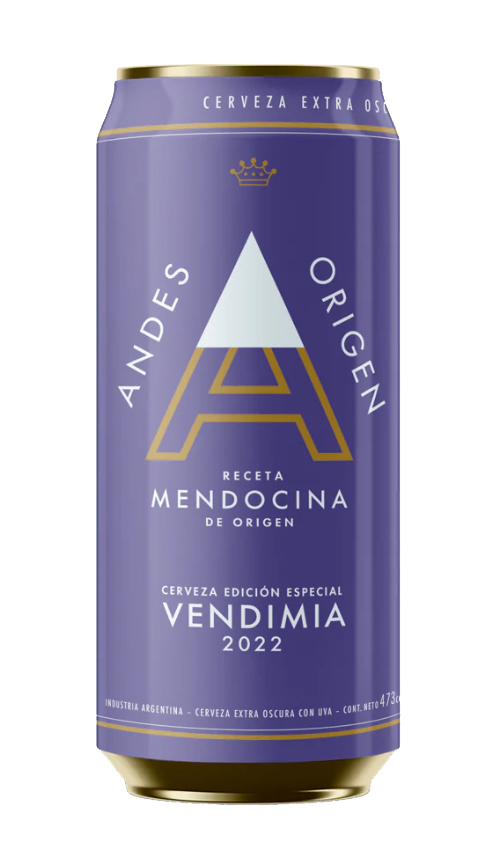 CERVEZA EXTRA
ANDES ORIGEN
RECETA
MENDOCINA
DE ORIGEN
CERVEZA EDICIÓN ESPECIAL
VENDIMIA
2022
INDUSTRIA ARGENTINA - CERVEZA EXTRA OSCURA CON UVA - CONT. NETO 473